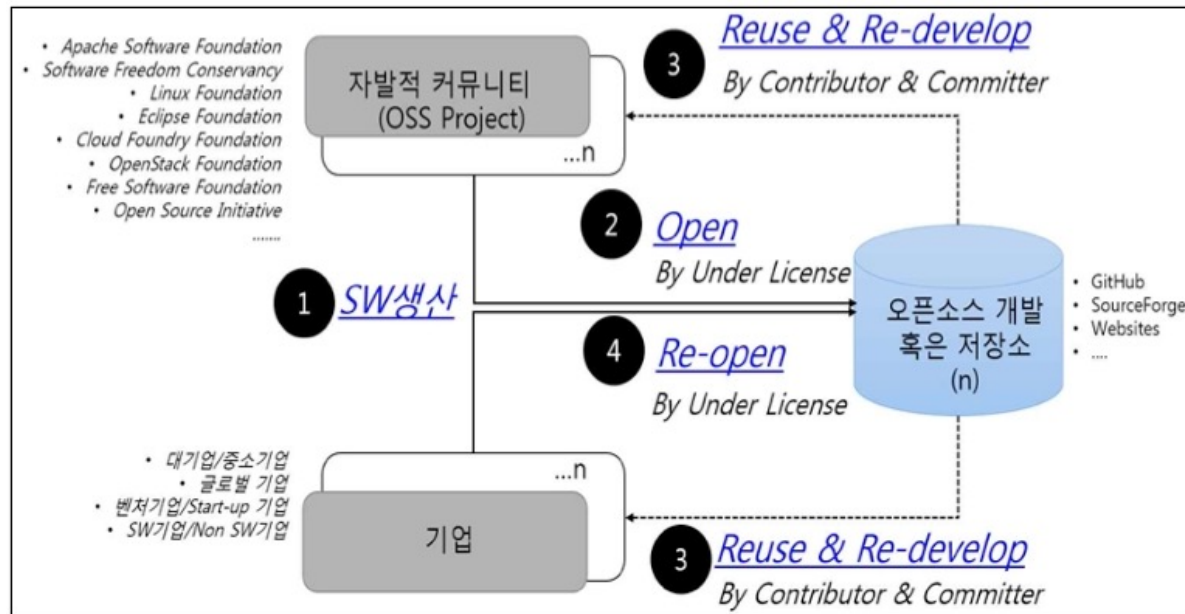 • Apache Software Foundation
• Software Freedom Conservancy
• Linux Foundation
• Eclipse Foundation
• Cloud Foundry Foundation
• OpenStack Foundation
• Free Software Foundation
• Open Source Initiative
.......
자발적 커뮤니티
(OSS Project)
...n
3 Reuse & Re-develop
By Contributor & Committer
2 Open
By Under License
1 SW생산
4 Re-open
By Under License
오픈소스 개발
혹은 저장소
(n)
• GitHub
• SourceForge
• Websites
• ....
• 대기업/중소기업
• 글로벌 기업
• 벤처기업/Start-up 기업
• SW기업/Non SW기업
...n
기업
3 Reuse & Re-develop
By Contributor & Committer